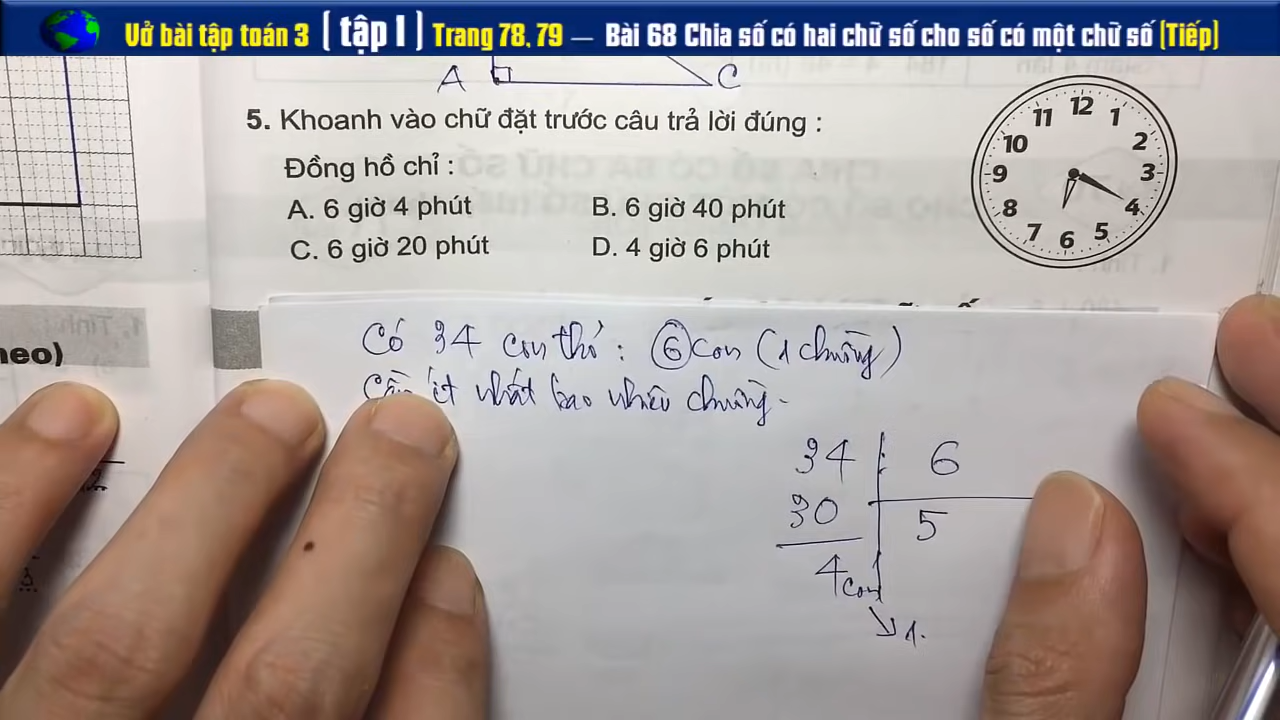 Vở bài tập toán 3 ( tập 1 ) Trang 78, 79 — Bài 68 Chia số có hai chữ số cho số có một chữ số (Tiếp)
A C
5. Khoanh vào chữ đặt trước câu trả lời đúng :
Đồng hồ chỉ :
A. 6 giờ 4 phút B. 6 giờ 40 phút
C. 6 giờ 20 phút D. 4 giờ 6 phút
12 1 2 3 4 5 6 7 8 9 10 11
heo)
Có 34 con thỏ : 6 con (1 chuồng)
Cần ít nhất bao nhiêu chuồng.
34 6
30 5
4 con
1.